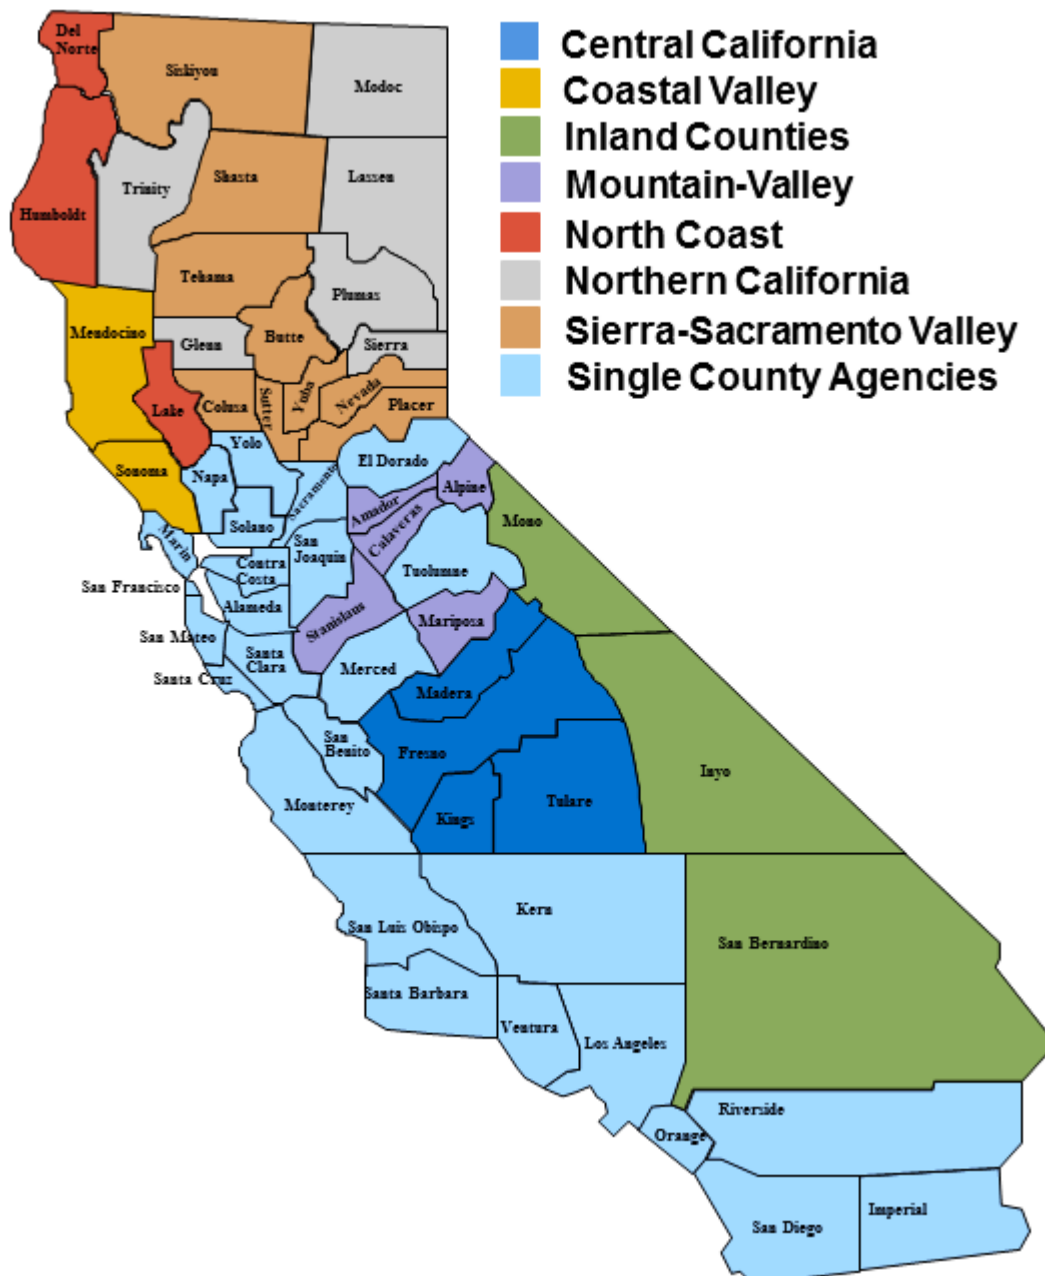 Del
Norte
Siskiyou
Modoc
Central California
Coastal Valley
Inland Counties
Mountain-Valley
North Coast
Northern California
Sierra-Sacramento Valley
Single County Agencies
Trinity
Shasta
Lassen
Humboldt
Tehama
Plumas
Mendocino
Glenn
Butte
Sierra
Lake
Colusa
Sutter
Yuba
Nevada
Placer
Sonoma
Napa
Yolo
Sacramento
El Dorado
Alpine
Amador
Calaveras
Mono
Solano
Marin
San
Joaquin
Contra
Costa
Tuolumne
San Francisco
Alameda
Stanislaus
Mariposa
San Mateo
Santa
Clara
Merced
Santa Cruz
Madera
San
Benito
Fresno
Inyo
Monterey
Kings
Tulare
Kern
San Luis Obispo
San Bernardino
Santa Barbara
Ventura
Los Angeles
Riverside
Orange
San Diego
Imperial